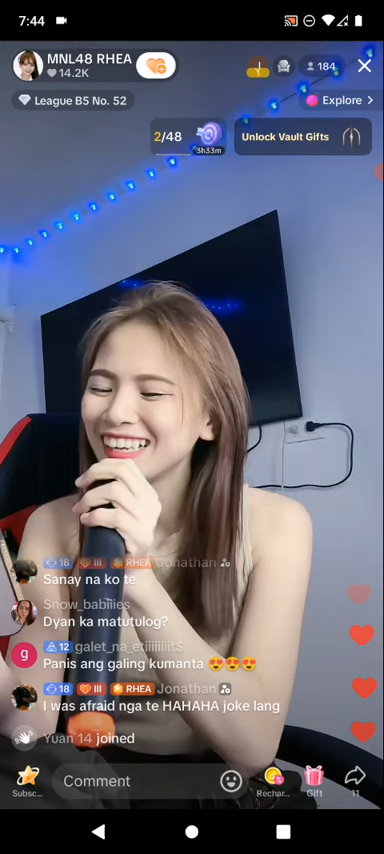 7:44
MNL48 RHEA
14.2K
184
League B5 No. 52
Explore >
2/48
3h33m
Unlock Vault Gifts
18 III RHEA Jonathan
Sanay na ko te
Snow_babiiies
Dyan ka matutulog?
g
12 galet_na_etiiiiiiiit$
Panis ang galing kumanta 😍😍😍
18 III RHEA Jonathan
I was afraid nga te HAHAHA joke lang
Yuan 14 joined
Subsc...
Comment
Rechar...
Gift
11